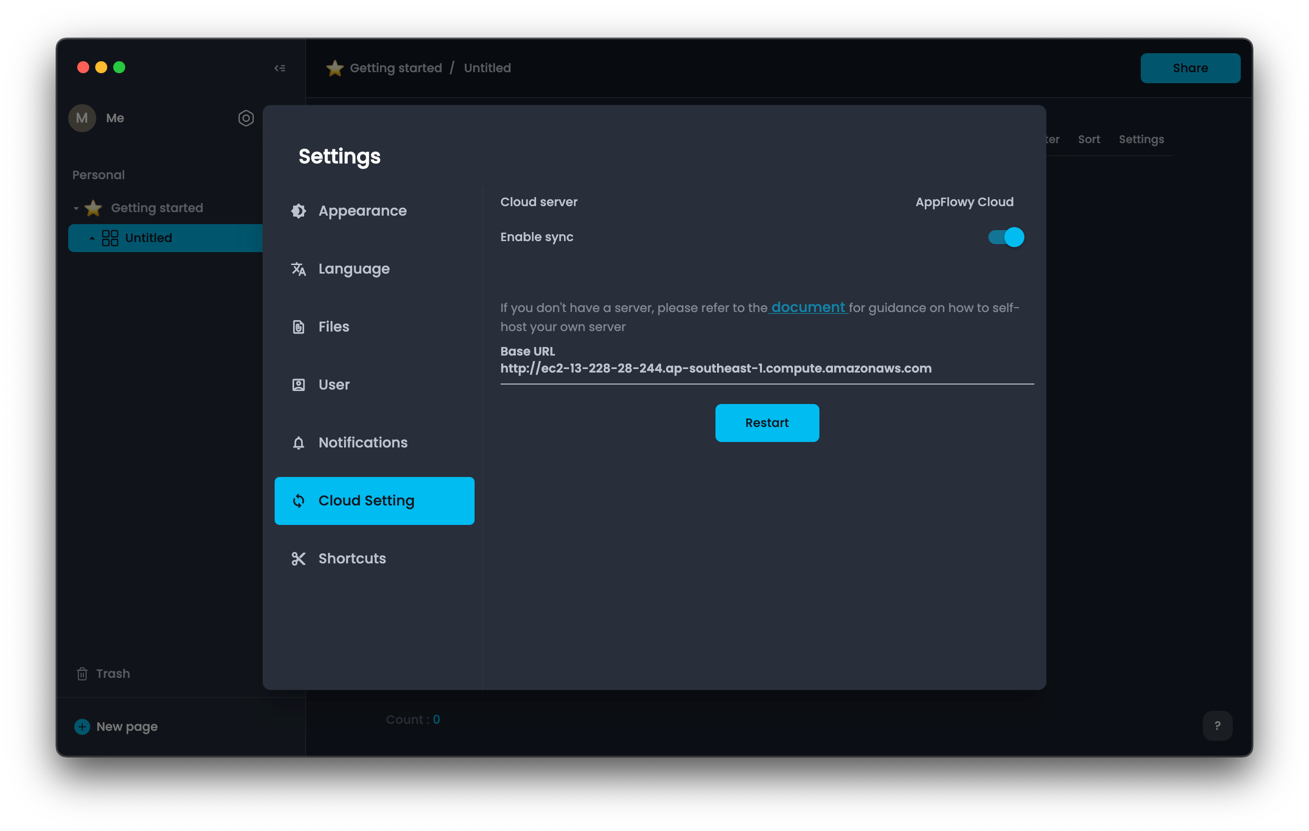 Getting started / Untitled
Share
M
Me
ter
Sort
Settings
Personal
Getting started
Untitled
Settings
Appearance
Language
Files
User
Notifications
Cloud Setting
Shortcuts
Cloud server
AppFlowy Cloud
Enable sync
If you don't have a server, please refer to the document for guidance on how to self-
host your own server
Base URL
http://ec2-13-228-28-244.ap-southeast-1.compute.amazonaws.com
Restart
Trash
New page
Count : 0
?